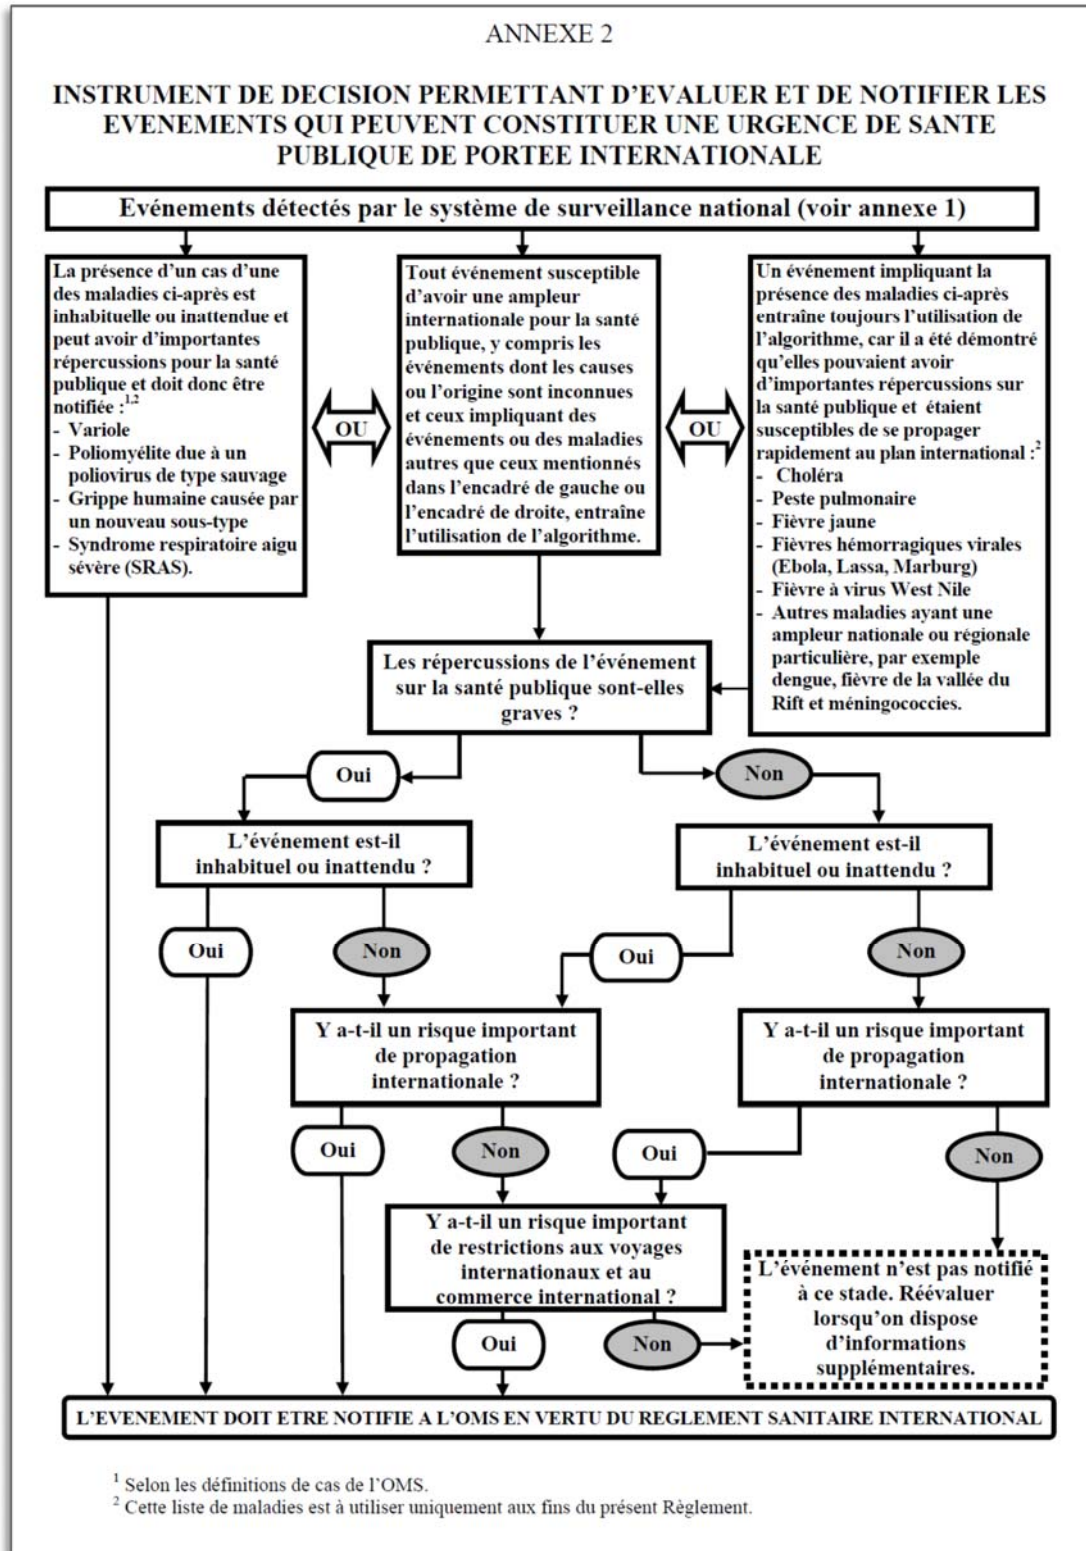 ANNEXE 2
INSTRUMENT DE DECISION PERMETTANT D'EVALUER ET DE NOTIFIER LES
EVENEMENTS QUI PEUVENT CONSTITUER UNE URGENCE DE SANTE
PUBLIQUE DE PORTEE INTERNATIONALE
Evénements détectés par le système de surveillance national (voir annexe 1)
La présence d'un cas d'une
des maladies ci-après est
inhabituelle ou inattendue et
peut avoir d'importantes
répercussions pour la santé
publique et doit donc être
notifiée :1,2
- Variole
- Poliomyélite due à un
poliovirus de type sauvage
- Grippe humaine causée par
un nouveau sous-type
- Syndrome respiratoire aigu
sévère (SRAS).
OU
Tout événement susceptible
d'avoir une ampleur
internationale pour la santé
publique, y compris les
événements dont les causes
ou l'origine sont inconnues
et ceux impliquant des
événements ou des maladies
autres que ceux mentionnés
dans l'encadré de gauche ou
l'encadré de droite, entraîne
l'utilisation de l'algorithme.
OU
Un événement impliquant la
présence des maladies ci-après
entraîne toujours l'utilisation de
l'algorithme, car il a été démontré
qu'elles pouvaient avoir
d'importantes répercussions sur
la santé publique et étaient
susceptibles de se propager
rapidement au plan international :2
- Choléra
- Peste pulmonaire
- Fièvre jaune
- Fièvres hémorragiques virales
(Ebola, Lassa, Marburg)
- Fièvre à virus West Nile
- Autres maladies ayant une
ampleur nationale ou régionale
particulière, par exemple
dengue, fièvre de la vallée du
Rift et méningococcies.
Les répercussions de l'événement
sur la santé publique sont-elles
graves ?
Oui
Non
L'événement est-il
inhabituel ou inattendu ?
L'événement est-il
inhabituel ou inattendu ?
Oui
Non
Oui
Non
Y a-t-il un risque important
de propagation
internationale ?
Y a-t-il un risque important
de propagation
internationale ?
Oui
Non
Oui
Non
Y a-t-il un risque important
de restrictions aux voyages
internationaux et au
commerce international ?
L'événement n'est pas notifié
à ce stade. Réévaluer
lorsqu'on dispose
d'informations
supplémentaires.
Oui
Non
L'EVENEMENT DOIT ETRE NOTIFIE A L'OMS EN VERTU DU REGLEMENT SANITAIRE INTERNATIONAL
1 Selon les définitions de cas de l'OMS.
2 Cette liste de maladies est à utiliser uniquement aux fins du présent Règlement.